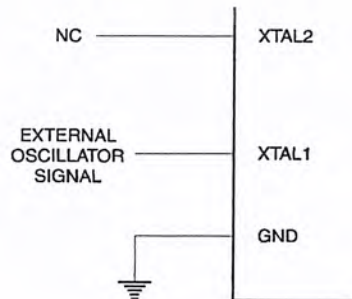 NC
XTAL2
EXTERNAL
OSCILLATOR
SIGNAL
XTAL1
GND